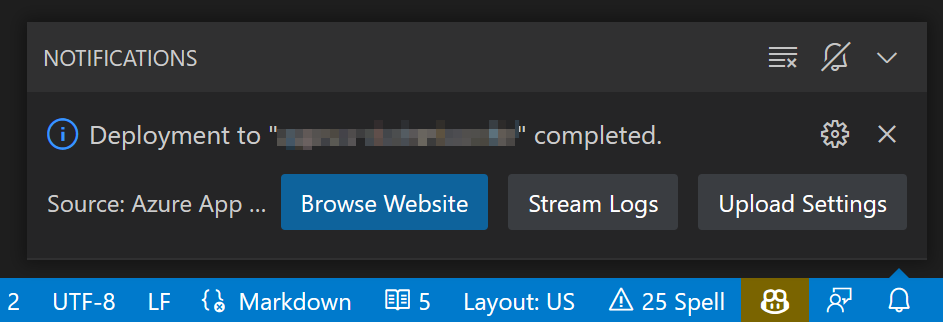 NOTIFICATIONS
Deployment to "" completed.
Source: Azure App ... Browse Website Stream Logs Upload Settings
2 UTF-8 LF Markdown 5 Layout: US 25 Spell